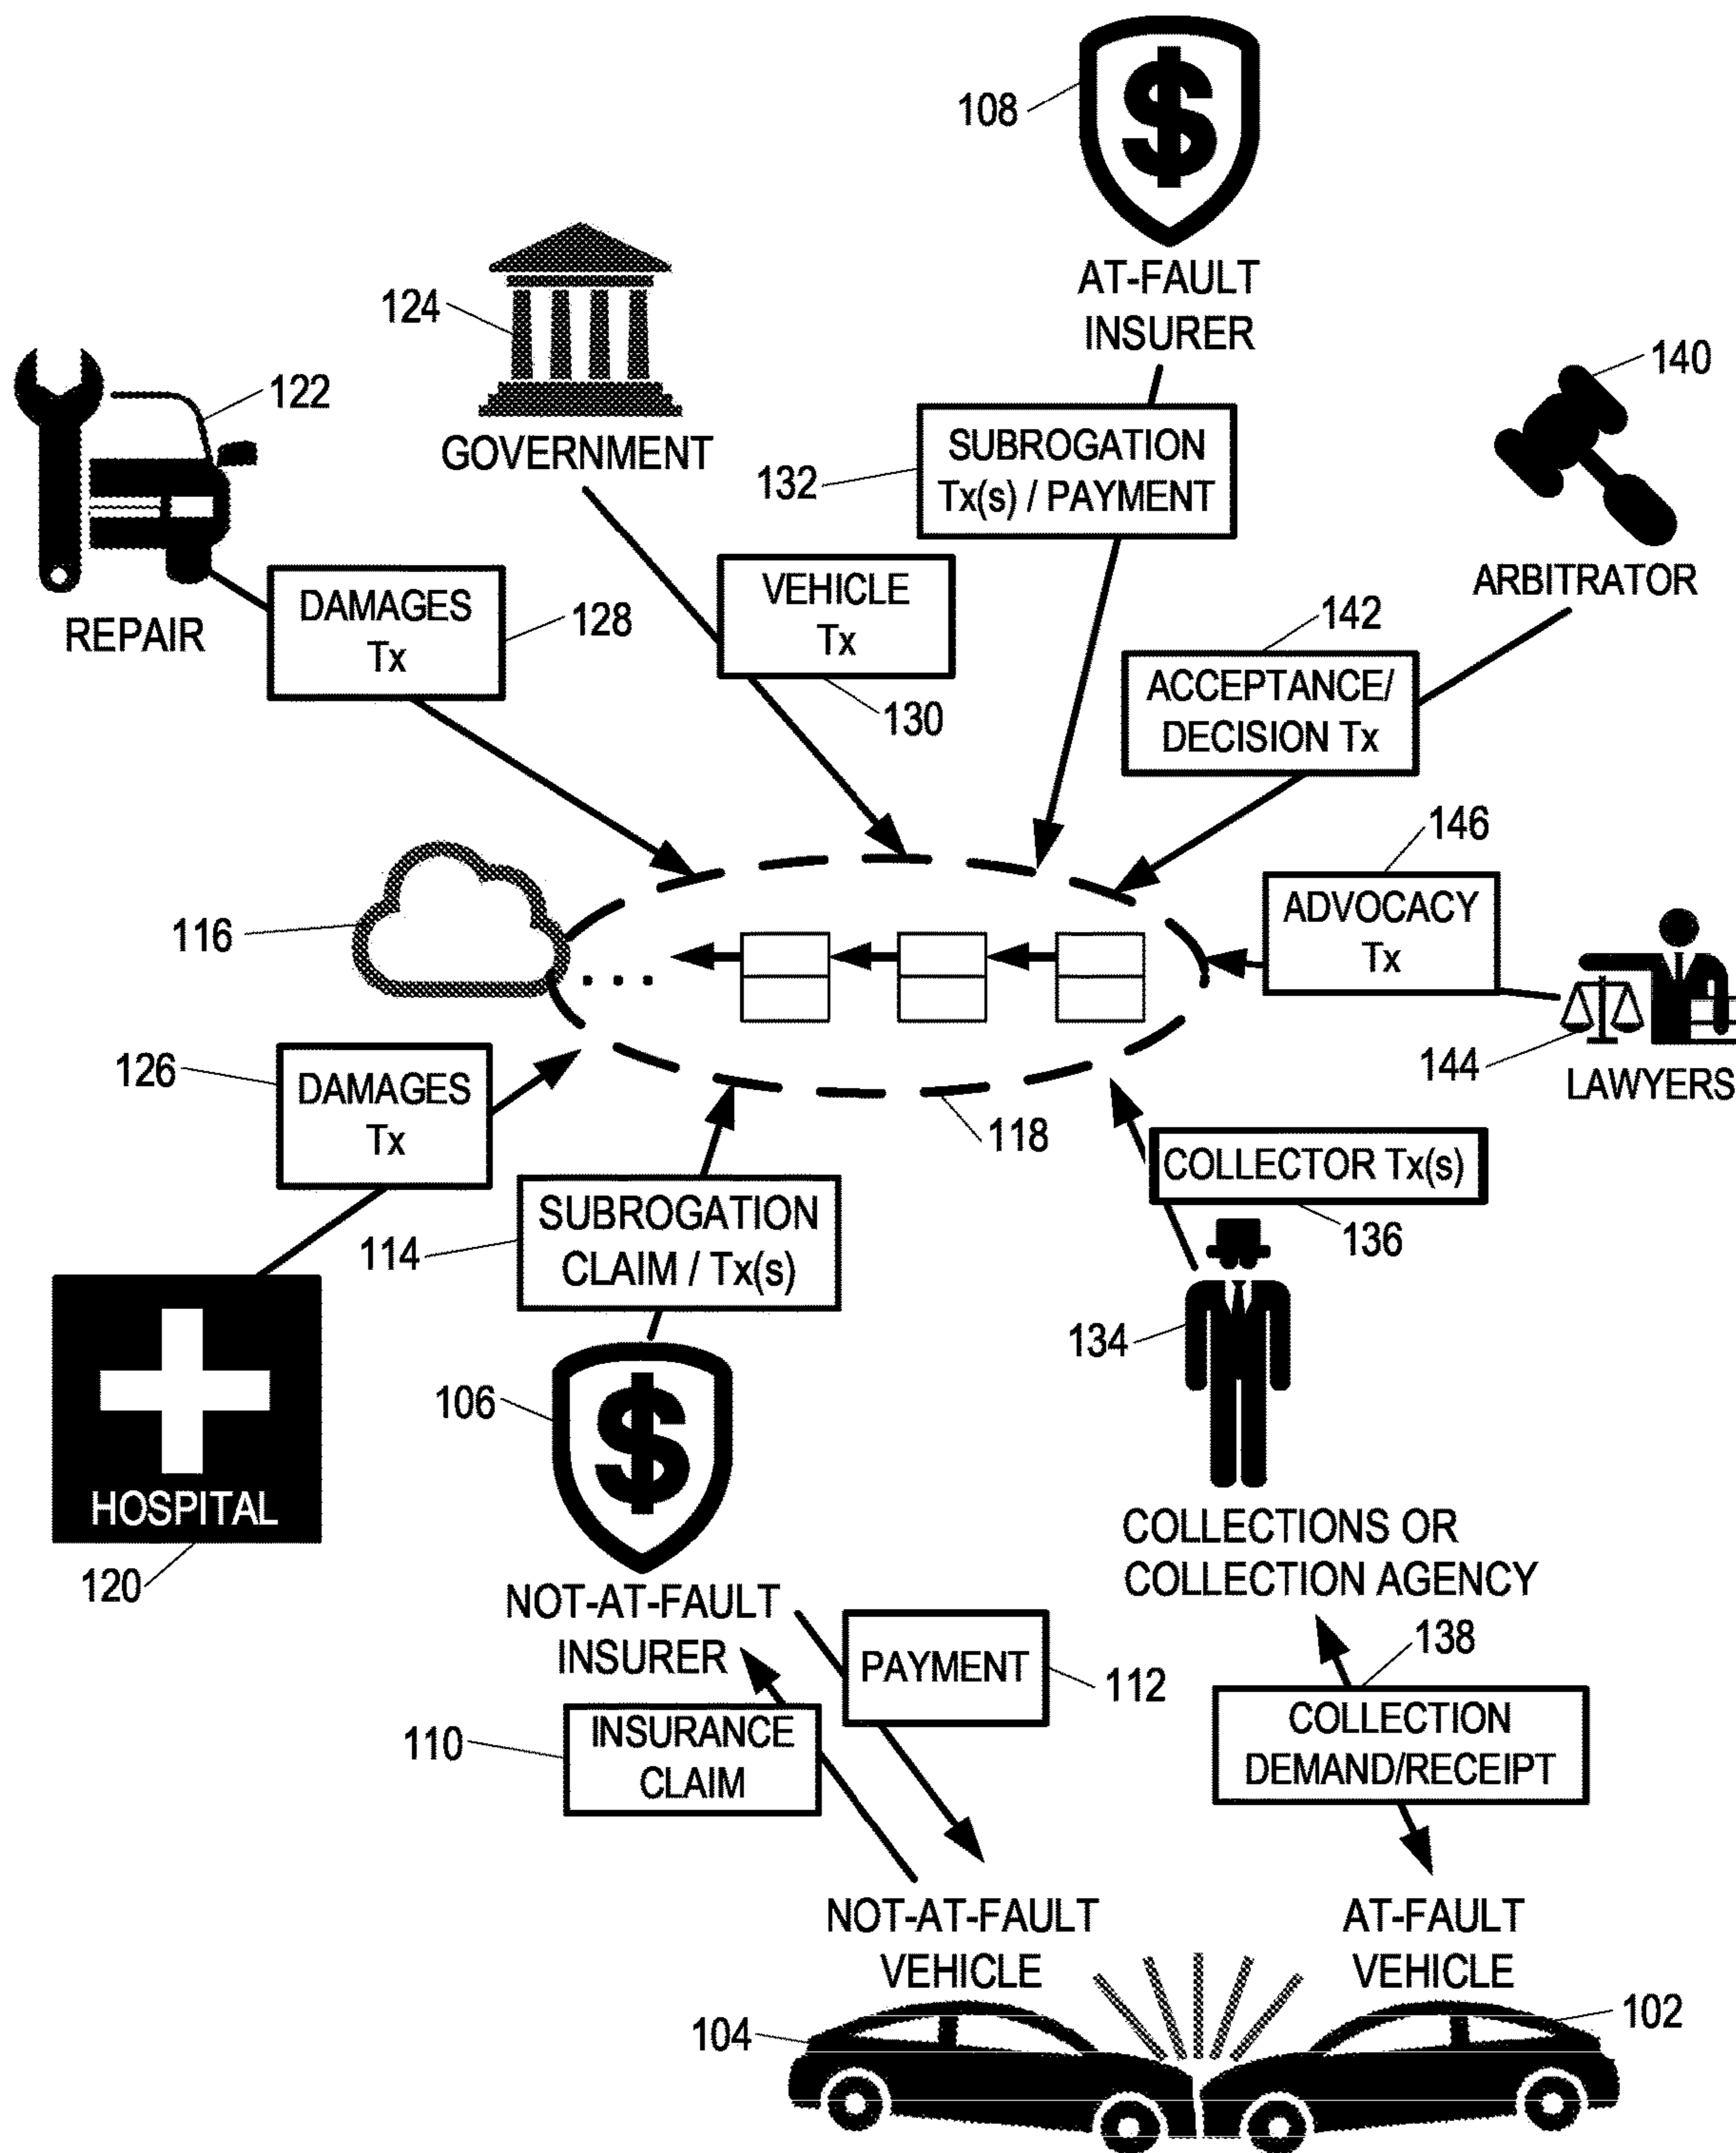 108
AT-FAULT
INSURER
124
GOVERNMENT
122
REPAIR
140
ARBITRATOR
132
SUBROGATION
Tx(s) / PAYMENT
DAMAGES
Tx
128
VEHICLE
Tx
130
142
ACCEPTANCE/
DECISION Tx
146
ADVOCACY
Tx
144
LAWYERS
116
...
118
126
DAMAGES
Tx
114
SUBROGATION
CLAIM / Tx(s)
COLLECTOR Tx(s)
136
134
COLLECTIONS OR
COLLECTION AGENCY
HOSPITAL
120
106
$
$
NOT-AT-FAULT
INSURER
PAYMENT
112
110
INSURANCE
CLAIM
138
COLLECTION
DEMAND/RECEIPT
NOT-AT-FAULT
VEHICLE
AT-FAULT
VEHICLE
104
102